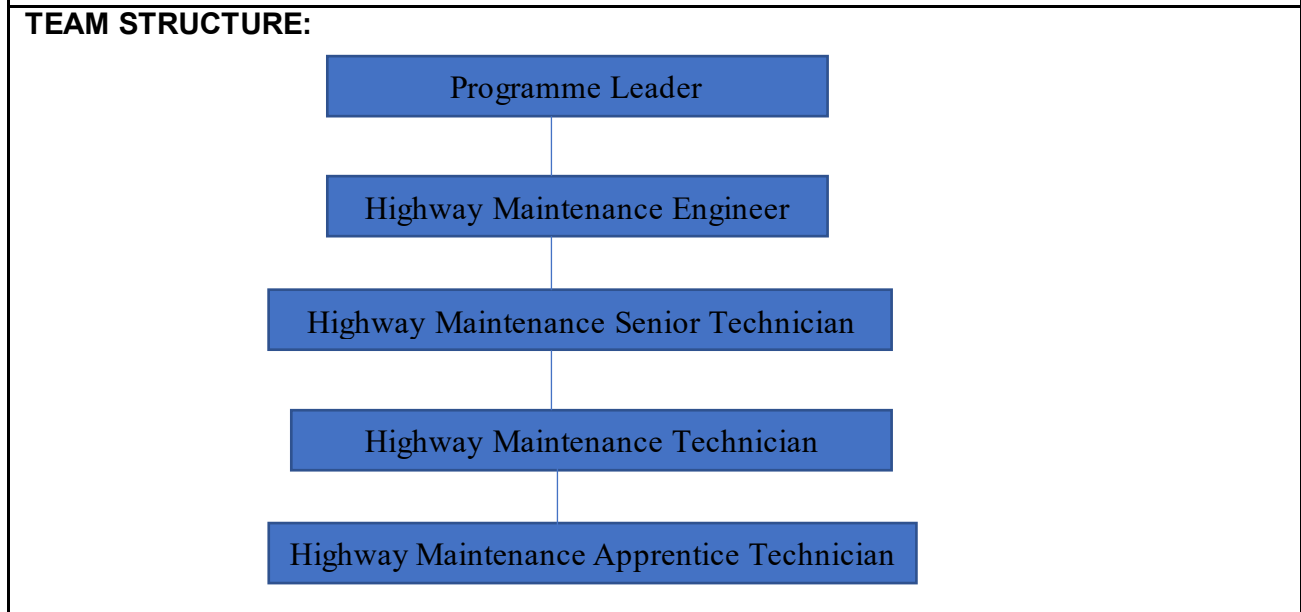 TEAM STRUCTURE:
Programme Leader
Highway Maintenance Engineer
Highway Maintenance Senior Technician
Highway Maintenance Technician
Highway Maintenance Apprentice Technician